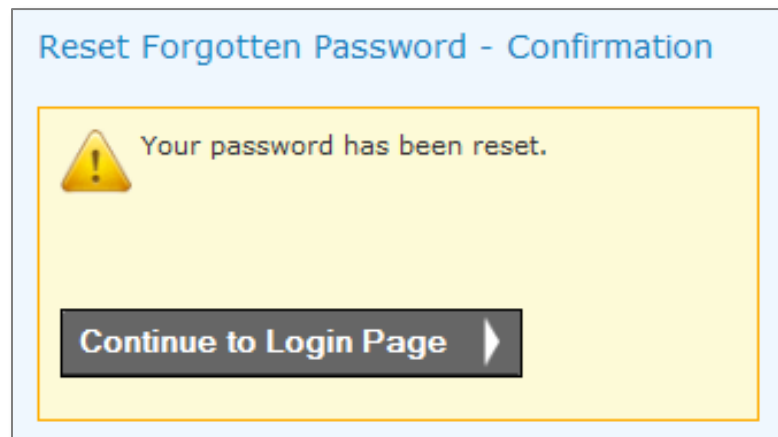 Reset Forgotten Password - Confirmation
Your password has been reset.
Continue to Login Page